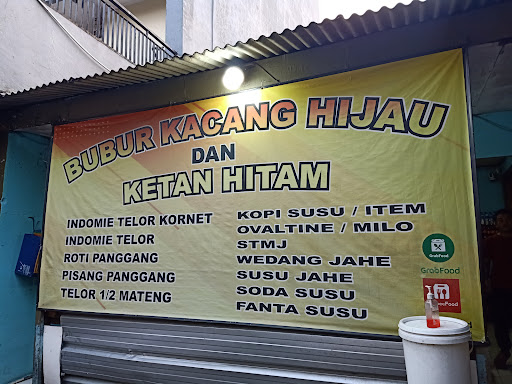 BUBUR KACANG HIJAU
DAN
KETAN HITAM
INDOMIE TELOR KORNET
INDOMIE TELOR
ROTI PANGGANG
PISANG PANGGANG
TELOR 1/2 MATENG
KOPI SUSU / ITEM
OVALTINE / MILO
STMJ
WEDANG JAHE
SUSU JAHE
SODA SUSU
FANTA SUSU
GrabFood
GrabFood